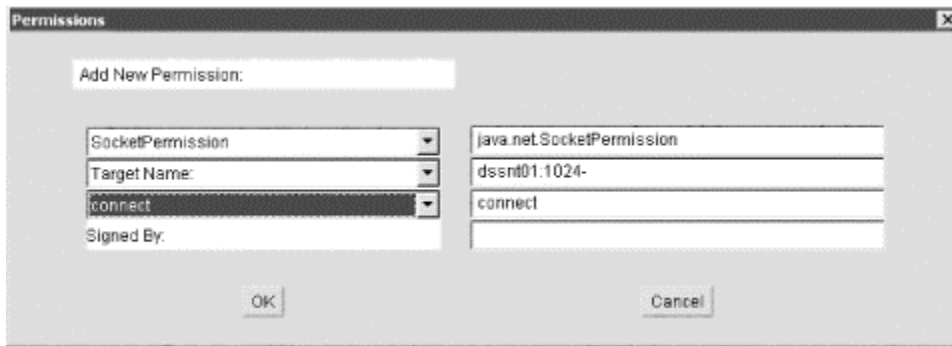 Permissions
Add New Permission:
SocketPermission
java.net.SocketPermission
Target Name:
dssnt01:1024-
connect
connect
Signed By:
OK
Cancel